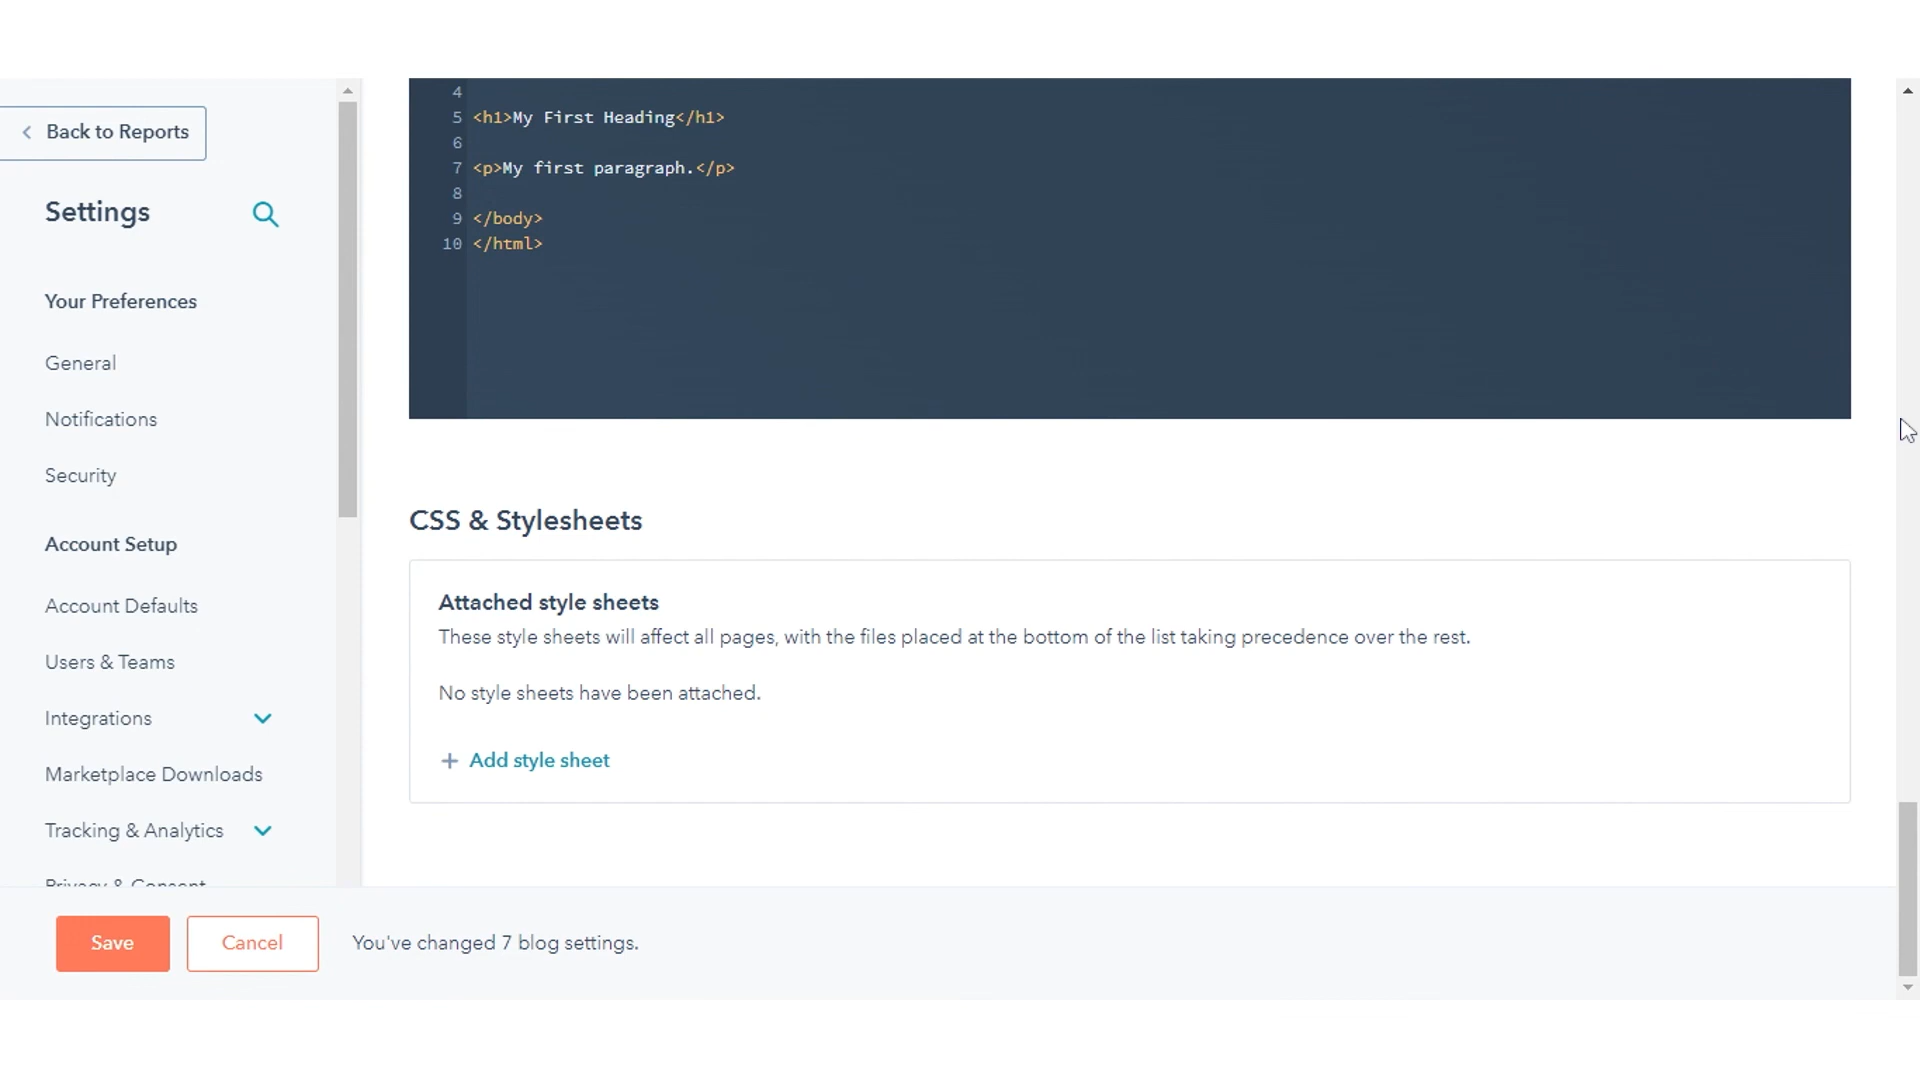 Back to Reports
Settings
Your Preferences
General
Notifications
Security
Account Setup
Account Defaults
Users & Teams
Integrations
Marketplace Downloads
Tracking & Analytics
Privacy & Consent
4
5 <h1>My First Heading</h1>
6
7 <p>My first paragraph.</p>
8
9 </body>
10 </html>
CSS & Stylesheets
Attached style sheets
These style sheets will affect all pages, with the files placed at the bottom of the list taking precedence over the rest.
No style sheets have been attached.
+ Add style sheet
Save
Cancel
You've changed 7 blog settings.